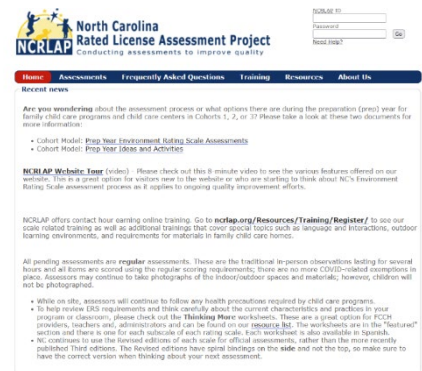 NCRLAP ID
North Carolina
Password
Rated License Assessment Project
Go
NCRLAP
Conducting assessments to improve quality
Need Help?
Home Assessments Frequently Asked Questions Training Resources About Us
Recent news
Are you wondering about the assessment process or what options there are during the preparation (prep) year for
family child care programs and child care centers in Cohorts 1, 2, or 3? Please take a look at these two documents for
more information:
• Cohort Model: Prep Year Environment Rating Scale Assessments
• Cohort Model: Prep Year Ideas and Activities
NCRLAP Website Tour (video) - Please check out this 8-minute video to see the various features offered on our
website. This is a great option for visitors new to the website or who are starting to think about NC's Environment
Rating Scale assessment process as it applies to ongoing quality improvement efforts.
NCRLAP offers contact hour earning online training. Go to ncrlap.org/Resources/Training/Register/ to see our
scale related training as well as additional trainings that cover special topics such as language and interactions, outdoor
learning environments, and requirements for materials in family child care homes.
All pending assessments are regular assessments. These are the traditional in-person observations lasting for several
hours and all items are scored using the regular scoring requirements; there are no more COVID-related exemptions in
place. Assessors may continue to take photographs of the indoor/outdoor spaces and materials; however, children will
not be photographed.
• While on site, assessors will continue to follow any health precautions required by child care programs.
• To help review ERS requirements and think carefully about the current characteristics and practices in your
program or classroom, please check out the Thinking More worksheets. These are a great option for FCCH
providers, teachers and, administrators and can be found on our resource list. The worksheets are in the "featured"
section and there is one for each subscale of each rating scale. Each worksheet is also available in Spanish.
• NC continues to use the Revised editions of each scale for official assessments, rather than the more recently
published Third editions. The Revised editions have spiral bindings on the side and not the top, so make sure to
have the correct version when thinking about your next assessment.